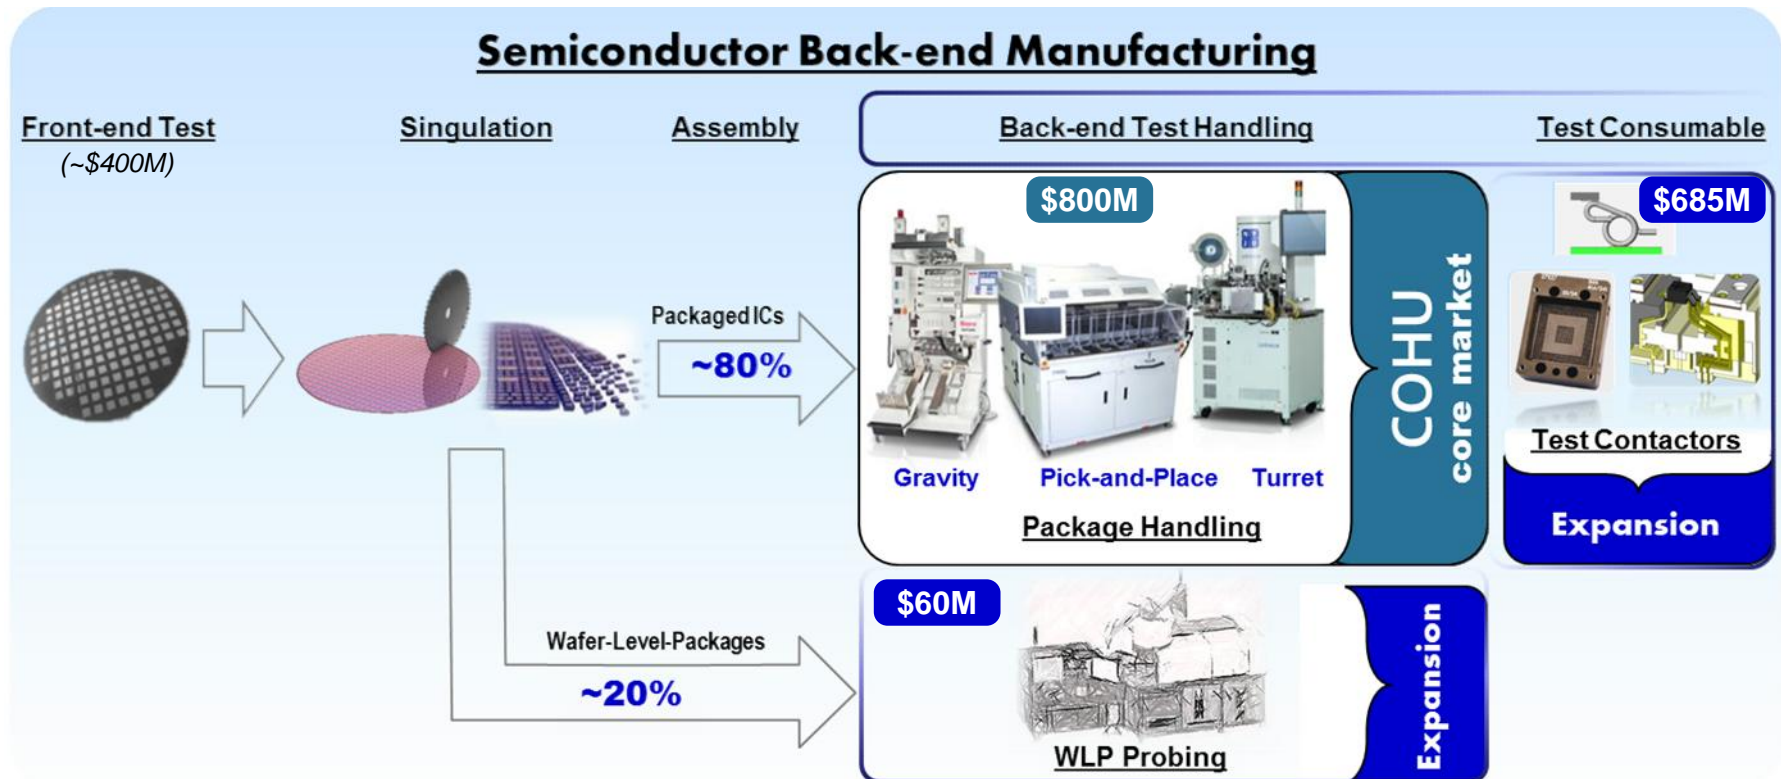 Semiconductor Back-end Manufacturing
Front-end Test
(~$400M)
Singulation
Assembly
Back-end Test Handling
Test Consumable
$800M
$685M
Packaged ICs
~80%
COHU
core market
Gravity
Pick-and-Place
Turret
Package Handling
Test Contactors
Expansion
$60M
Wafer-Level-Packages
~20%
WLP Probing
Expansion